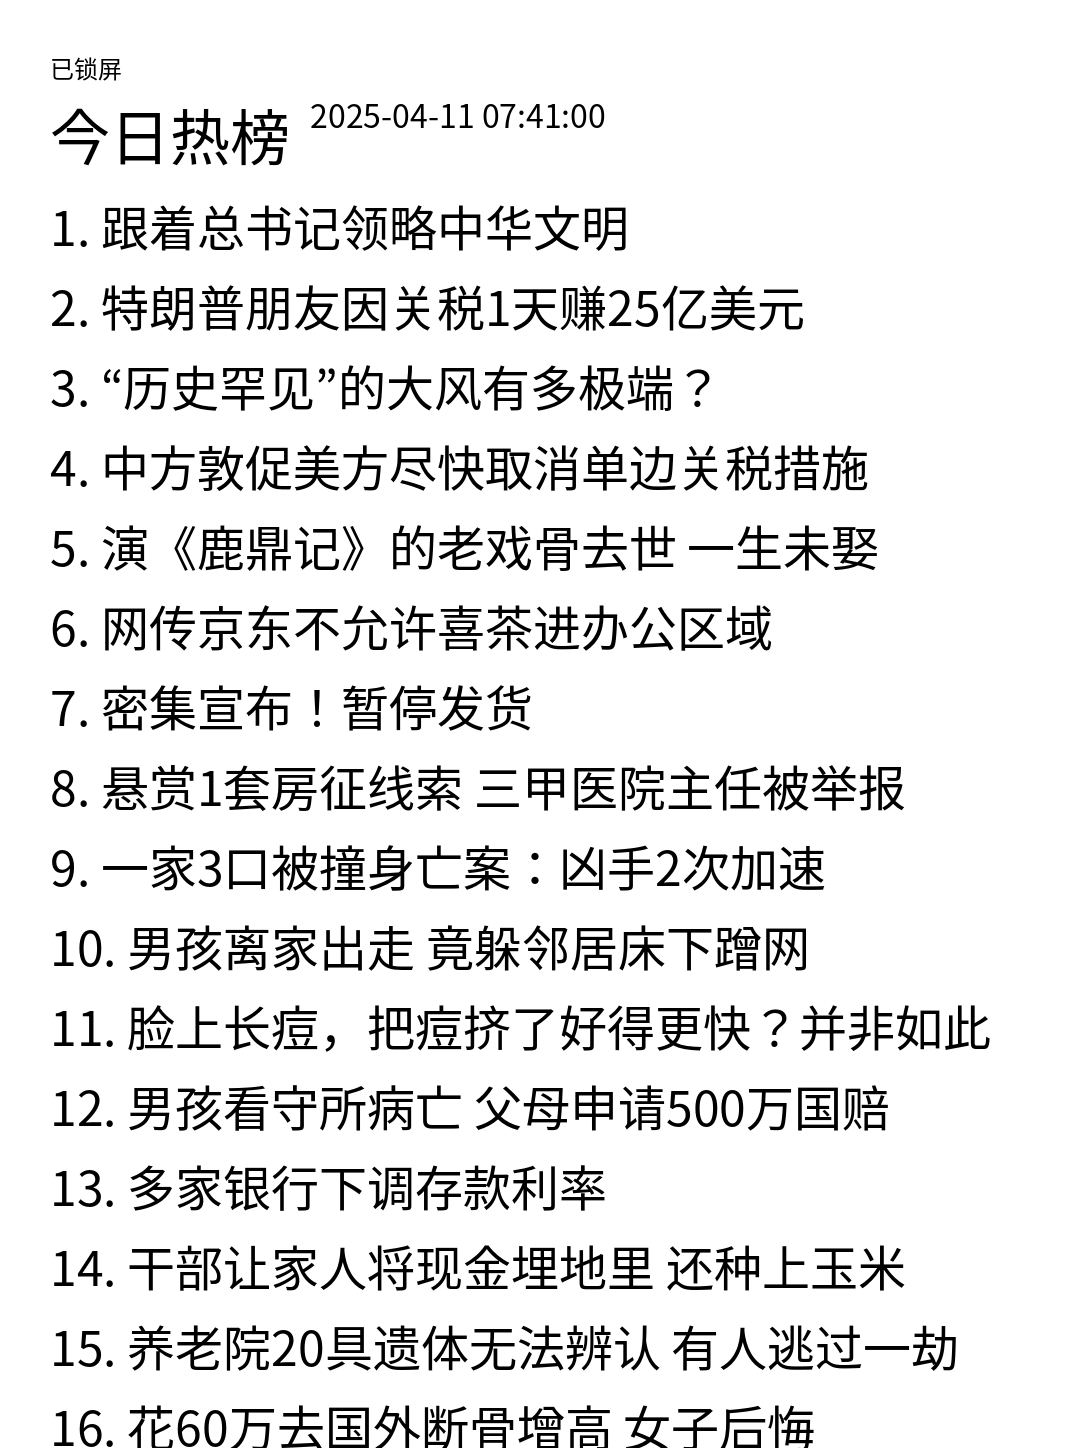 已锁屏
今日热榜 2025-04-11 07:41:00
1. 跟着总书记领略中华文明
2. 特朗普朋友因关税1天赚25亿美元
3. “历史罕见”的大风有多极端？
4. 中方敦促美方尽快取消单边关税措施
5. 演《鹿鼎记》的老戏骨去世 一生未娶
6. 网传京东不允许喜茶进办公区域
7. 密集宣布！暂停发货
8. 悬赏1套房征线索 三甲医院主任被举报
9. 一家3口被撞身亡案：凶手2次加速
10. 男孩离家出走 竟躲邻居床下蹭网
11. 脸上长痘，把痘挤了好得更快？并非如此
12. 男孩看守所病亡 父母申请500万国赔
13. 多家银行下调存款利率
14. 干部让家人将现金埋地里 还种上玉米
15. 养老院20具遗体无法辨认 有人逃过一劫
16. 花60万去国外断骨增高 女子后悔